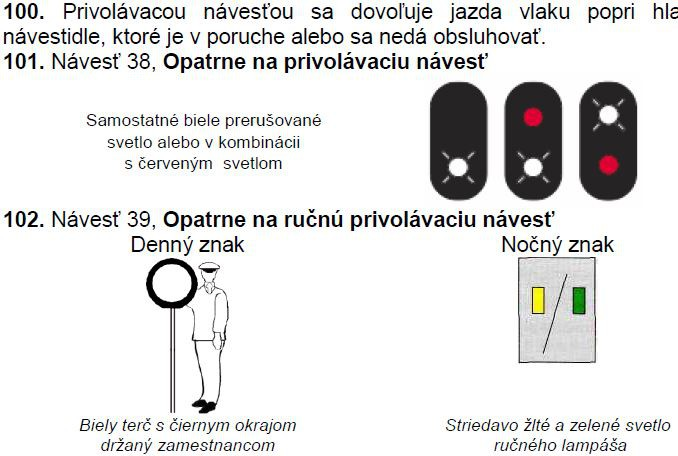 100. Privolávacou návesťou sa dovoľuje jazda vlaku popri
návestidle, ktoré je v poruche alebo sa nedá obsluhovať.
101. Návesť 38, Opatrne na privolávaciu návesť
Samostatné biele prerušované
svetlo alebo v kombinácii
s červeným svetlom
102. Návesť 39, Opatrne na ručnú privolávaciu návesť
Denný znak
Nočný znak
Biely terč s čiernym okrajom
držaný zamestnancom
Striedavo žlté a zelené svetlo
ručného lampáša